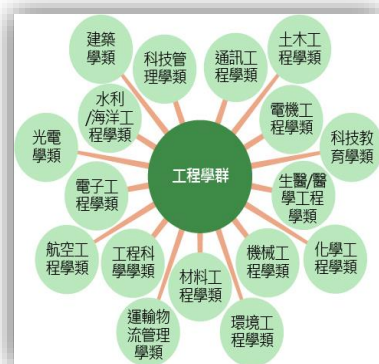 建築
學類
科技管
理學類
通訊工
程學類
土木工
程學類
水利
/海洋工
程學類
電機工
程學類
光電
學類
工程學群
科技教
育學類
電子工
程學類
生醫/醫
學工程
學類
航空工
程學類
工程科
學學類
材料工
程學類
機械工
程學類
化學工
程學類
運輸物
流管理
學類
環境工
程學類